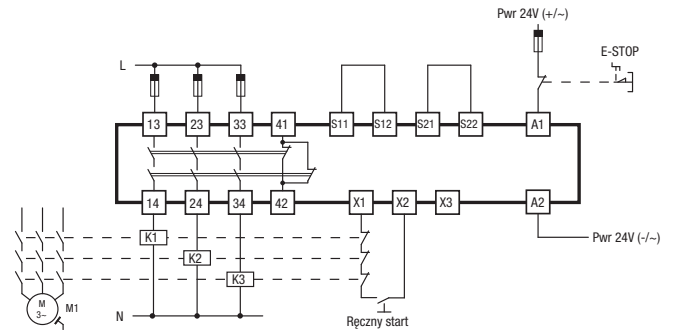 Pwr 24V (+/~)
E-STOP
L
13 23 33 41 S11 S12 S21 S22 A1
14 24 34 42 X1 X2 X3 A2
K1
Pwr 24V (-/~)
K2
K3
M
3~
M1
N
Ręczny start